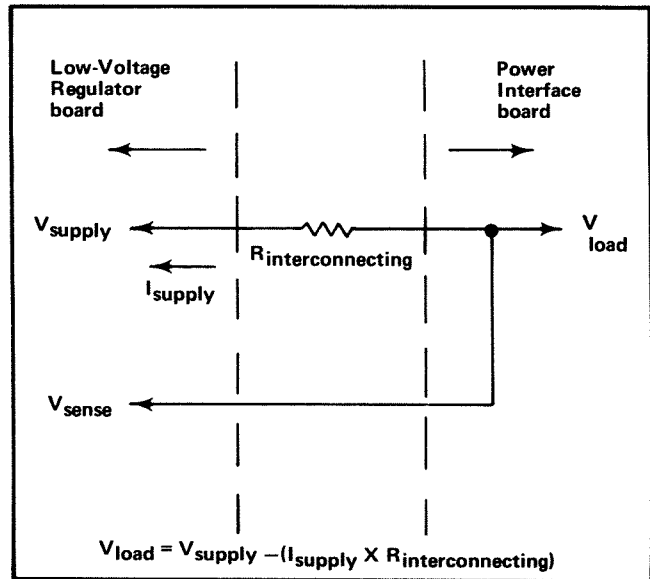 Low-Voltage
Regulator
board
Power
Interface
board
Vsupply
Rinterconnecting
V
load
Isupply
Vsense
Vload = Vsupply –(Isupply X Rinterconnecting)